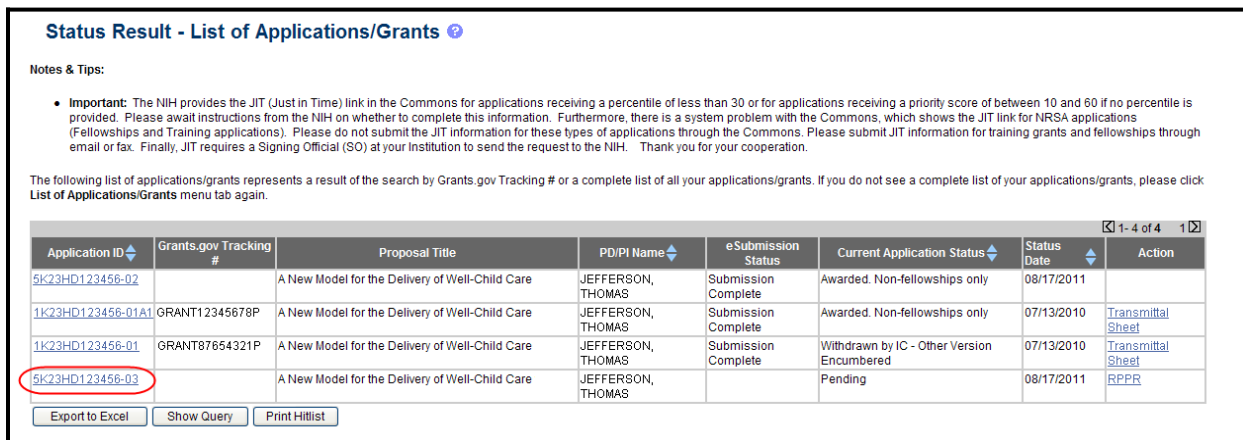 Status Result - List of Applications/Grants ?
Notes & Tips:
• Important: The NIH provides the JIT (Just in Time) link in the Commons for applications receiving a percentile of less than 30 or for applications receiving a priority score of between 10 and 60 if no percentile is
provided. Please await instructions from the NIH on whether to complete this information. Furthermore, there is a system problem with the Commons, which shows the JIT link for NRSA applications
(Fellowships and Training applications). Please do not submit the JIT information for these types of applications through the Commons. Please submit JIT information for training grants and fellowships through
email or fax. Finally, JIT requires a Signing Official (SO) at your Institution to send the request to the NIH. Thank you for your cooperation.
The following list of applications/grants represents a result of the search by Grants.gov Tracking # or a complete list of all your applications/grants. If you do not see a complete list of your applications/grants, please click
List of Applications/Grants menu tab again.
1- 4 of 4 1
Application ID Grants.gov Tracking # Proposal Title PD/PI Name eSubmission Status Current Application Status Status Date Action
5K23HD123456-02 A New Model for the Delivery of Well-Child Care JEFFERSON, THOMAS Submission Complete Awarded. Non-fellowships only 08/17/2011
1K23HD123456-01A1 GRANT12345678P A New Model for the Delivery of Well-Child Care JEFFERSON, THOMAS Submission Complete Awarded. Non-fellowships only 07/13/2010 Transmittal Sheet
1K23HD123456-01 GRANT87654321P A New Model for the Delivery of Well-Child Care JEFFERSON, THOMAS Submission Complete Withdrawn by IC - Other Version Encumbered 07/13/2010 Transmittal Sheet
5K23HD123456-03 A New Model for the Delivery of Well-Child Care JEFFERSON, THOMAS Pending 08/17/2011 RPPR
Export to Excel Show Query Print Hitlist